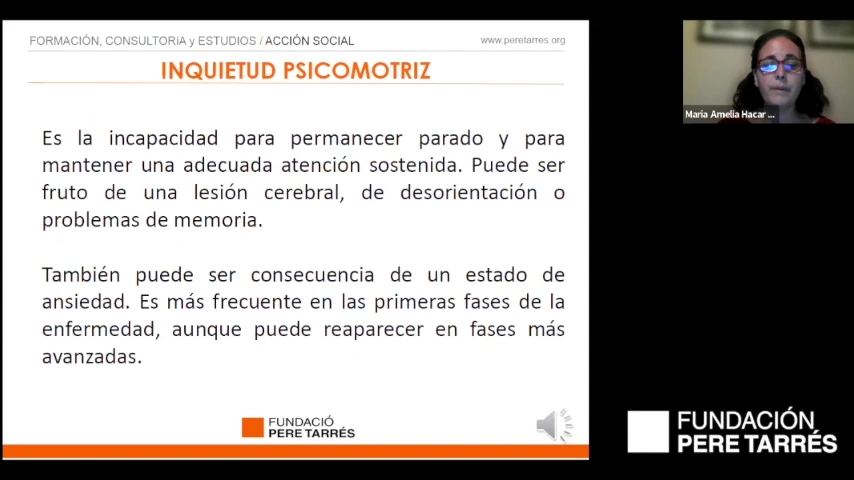 FORMACIÓN, CONSULTORíA y ESTUDIOS / ACCIÓN SOCIAL
www.peretarres.org
INQUIETUD PSICOMOTRIZ
Es la incapacidad para permanecer parado y para
mantener una adecuada atención sostenida. Puede ser
fruto de una lesión cerebral, de desorientación o
problemas de memoria.
También puede ser consecuencia de un estado de
ansiedad. Es más frecuente en las primeras fases de la
enfermedad, aunque puede reaparecer en fases más
avanzadas.
FUNDACIÓ
PERE TARRÉS
Maria Amelia Hacar ...
FUNDACIÓN
PERE TARRÉS